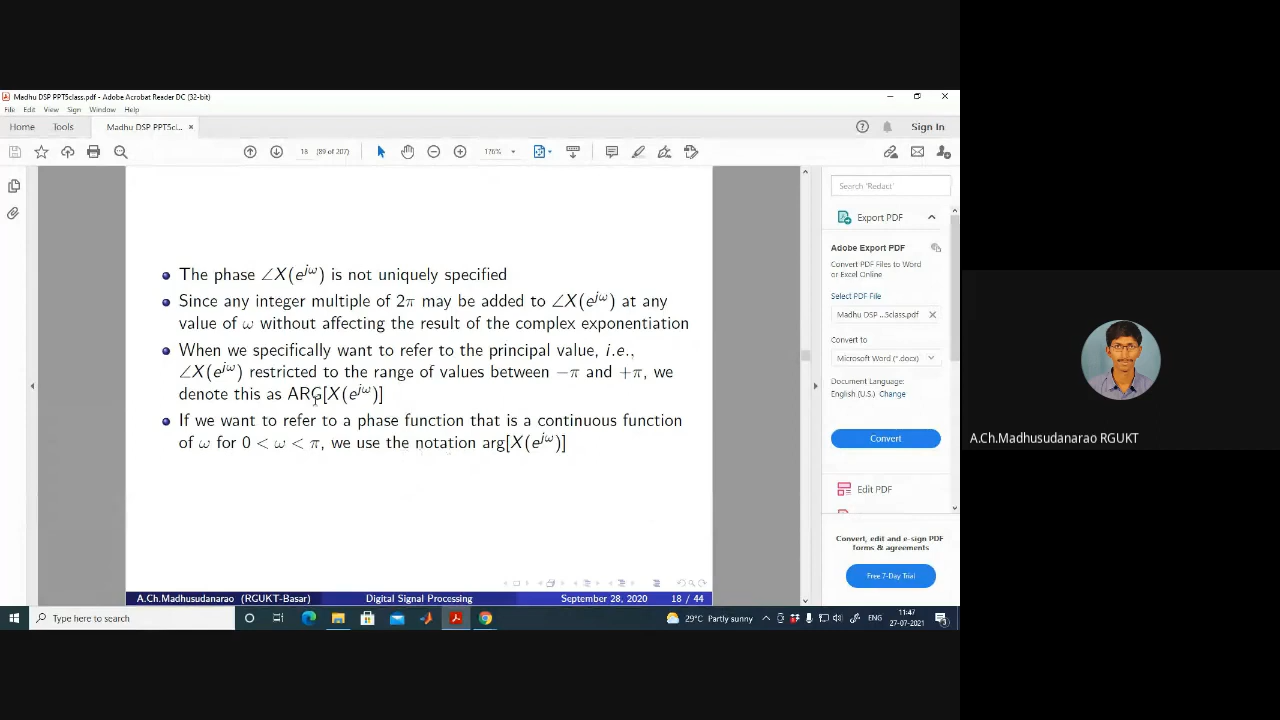 Madhu DSP PPT5class.pdf - Adobe Acrobat Reader DC (32-bit)
File Edit View Sign Window Help
Home Tools Madhu DSP PPT5cl... × Sign In
18 (89 of 207) 176%
Search 'Redact'
Export PDF
Adobe Export PDF
Convert PDF Files to Word
or Excel Online
Select PDF File
Madhu DSP ...5class.pdf
Convert to
Microsoft Word (*.docx)
Document Language:
English (U.S.) Change
Convert
Edit PDF
Convert, edit and e-sign PDF
forms & agreements
Free 7-Day Trial
The phase ∠X(e^{jω}) is not uniquely specified
Since any integer multiple of 2π may be added to ∠X(e^{jω}) at any
value of ω without affecting the result of the complex exponentiation
When we specifically want to refer to the principal value, i.e.,
∠X(e^{jω}) restricted to the range of values between −π and +π, we
denote this as ARG[X(e^{jω})]
If we want to refer to a phase function that is a continuous function
of ω for 0 < ω < π, we use the notation arg[X(e^{jω})]
A.Ch.Madhusudanarao (RGUKT-Basar) Digital Signal Processing September 28, 2020 18 / 44
A.Ch.Madhusudanarao RGUKT
Type here to search 29°C Partly sunny ENG 11:47
27-07-2021 3